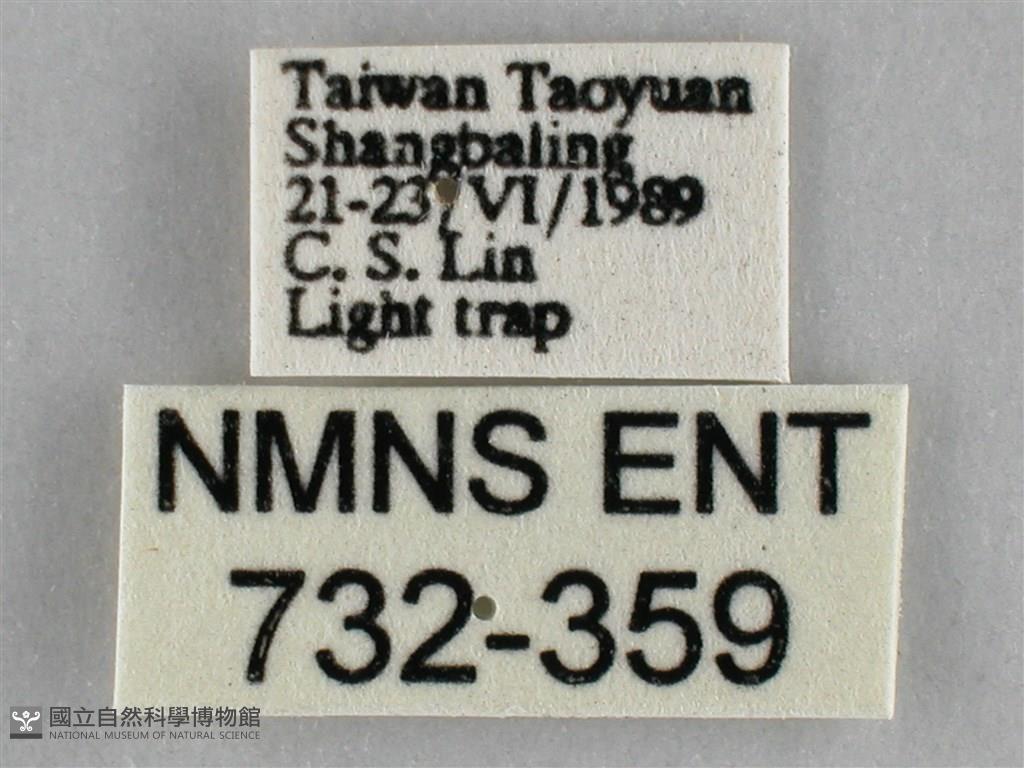 Taiwan Taoyuan
Shangbaling
21-23/VI/1989
C. S. Lin
Light trap
NMNS ENT
732-359
國立自然科學博物館
NATIONAL MUSEUM OF NATURAL SCIENCE